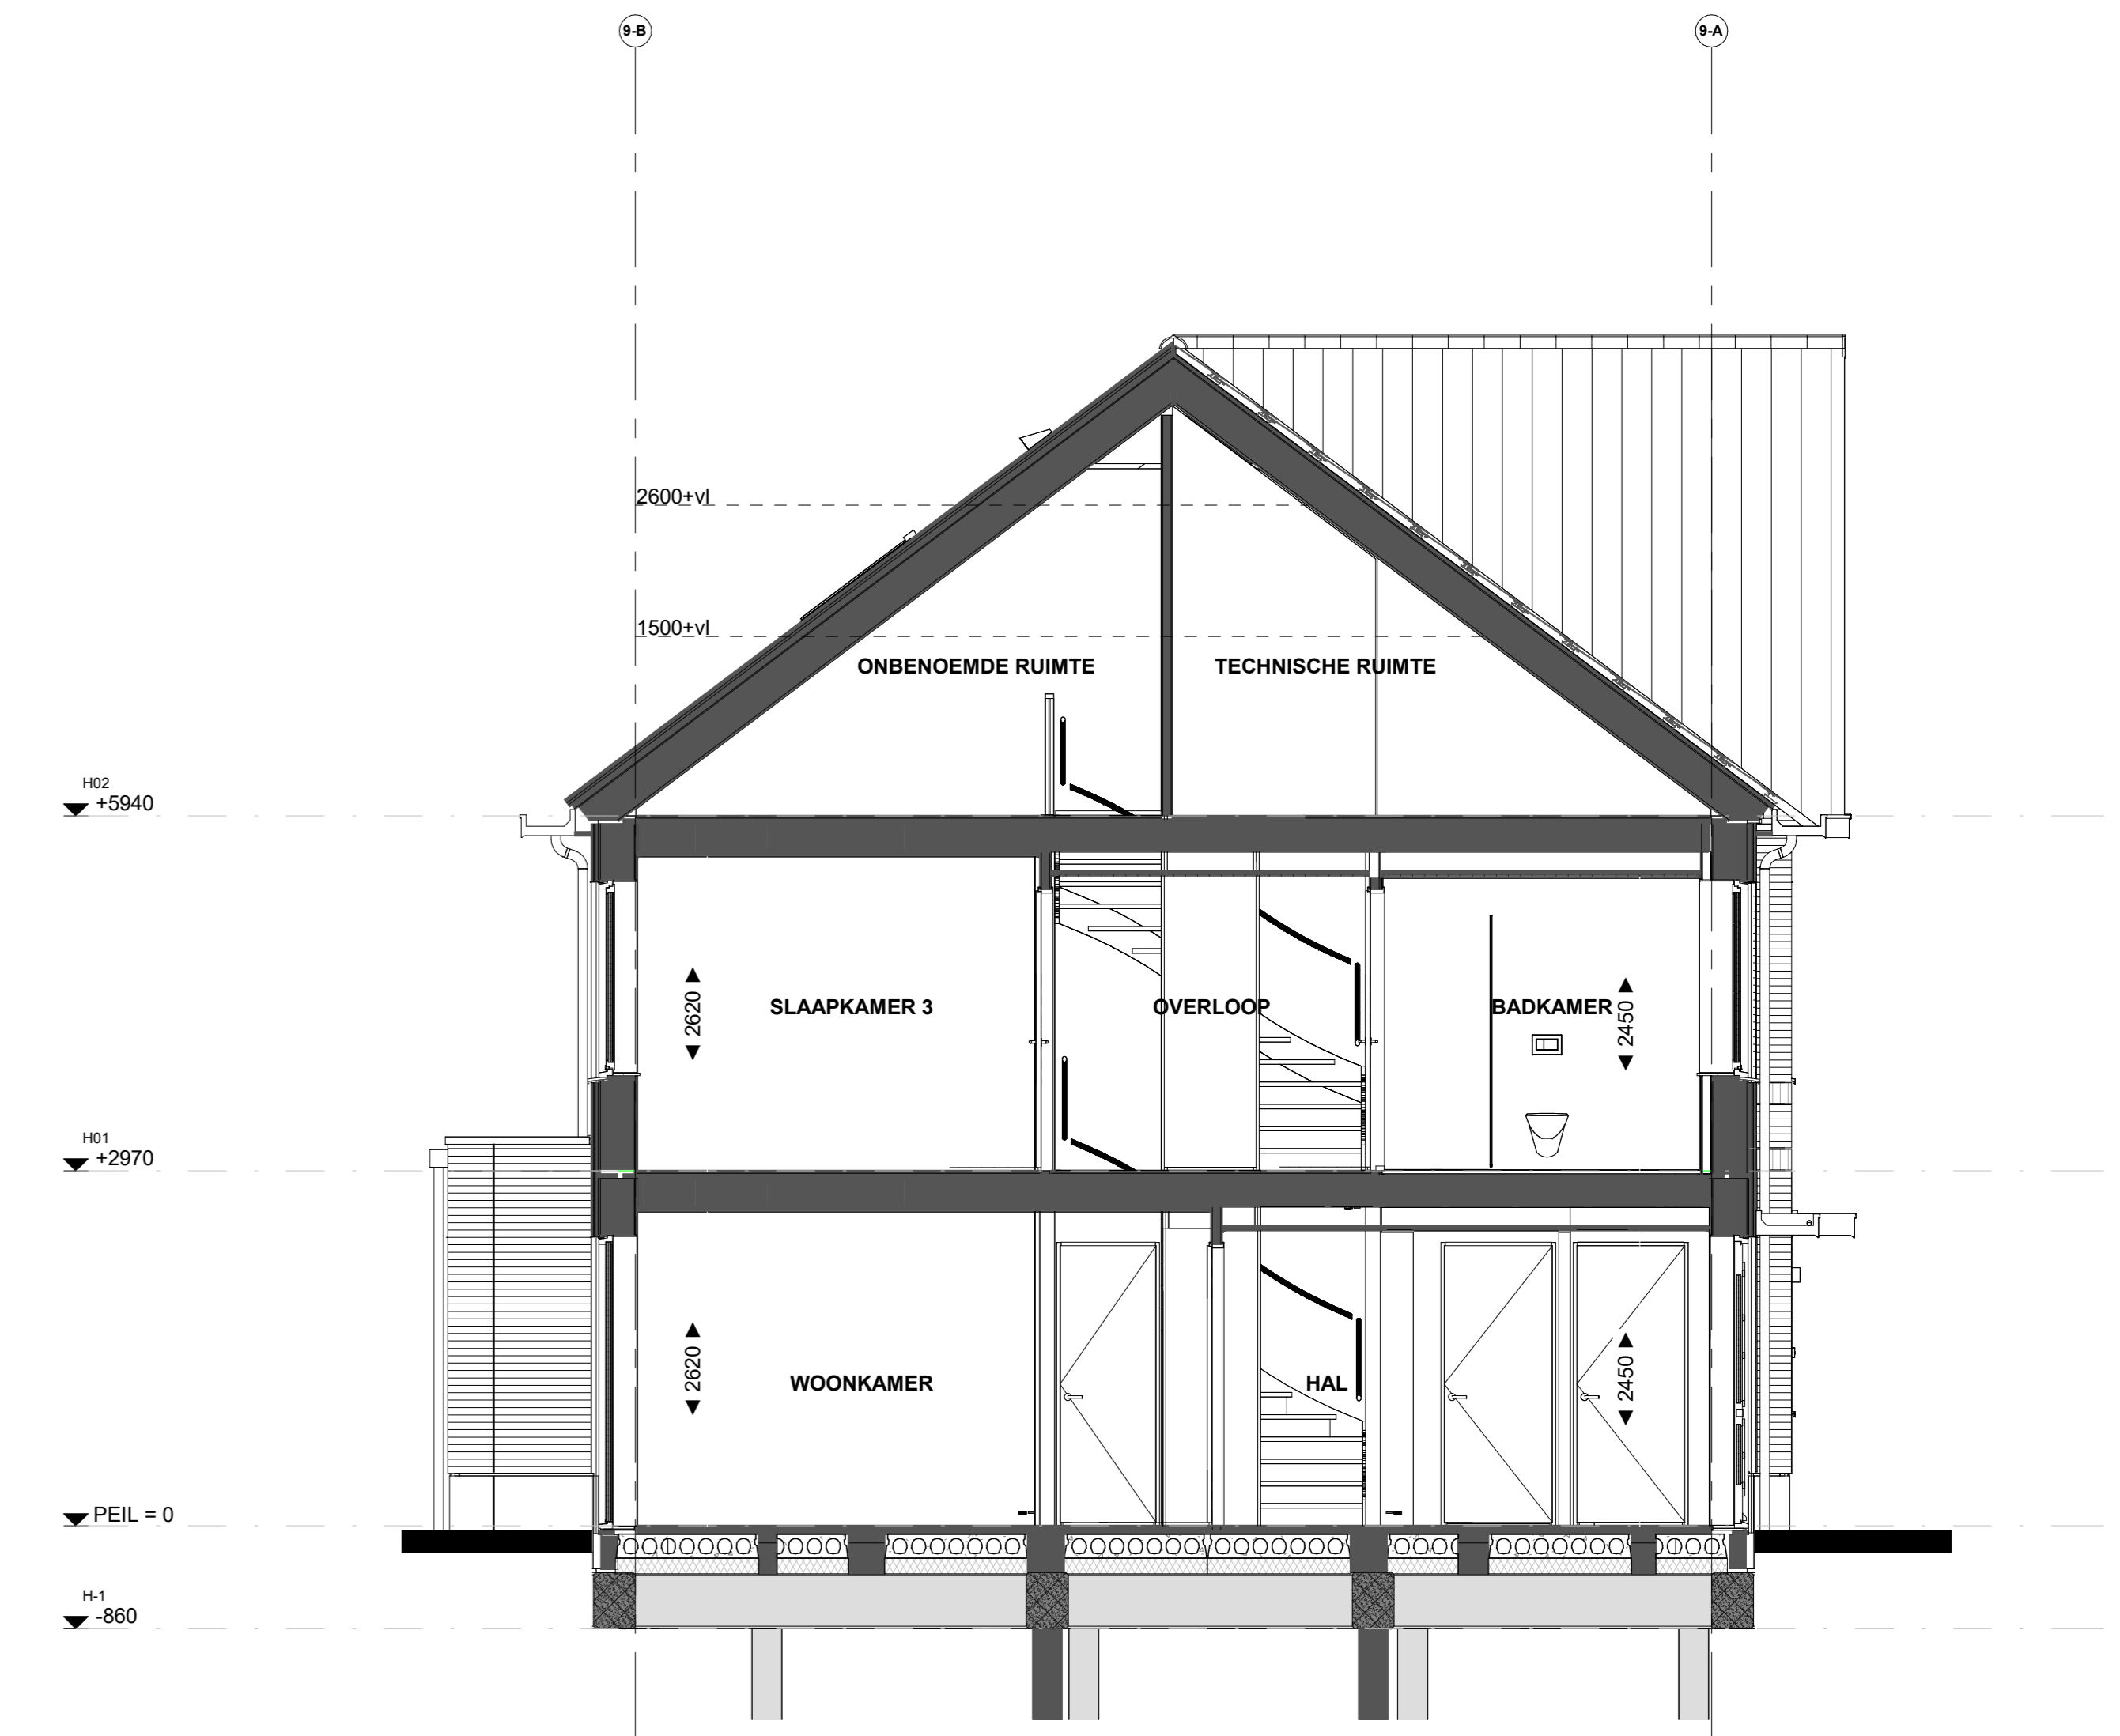 9-B
9-A
2600+vl
1500+vl
ONBENOEMDE RUIMTE
TECHNISCHE RUIMTE
H02
+5940
2620
SLAAPKAMER 3
OVERLOOP
BADKAMER
2450
H01
+2970
2620
WOONKAMER
HAL
2450
PEIL = 0
H-1
-860